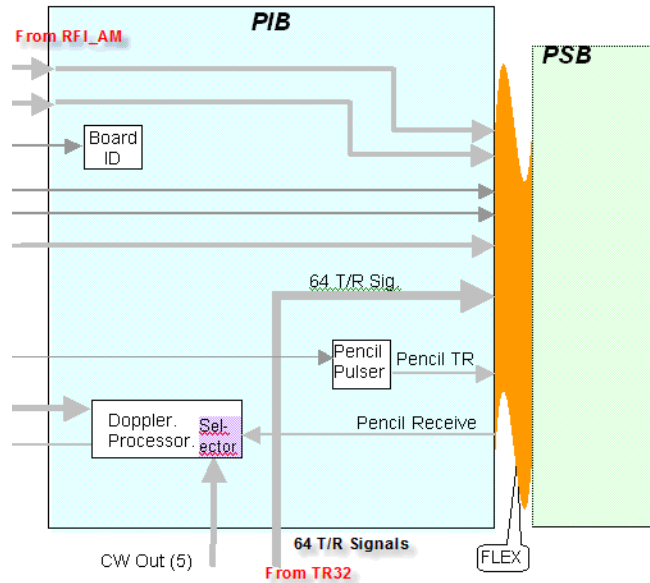 PIB
From RFI_AM
PSB
Board
ID
64 T/R Sig.
Pencil
Pulser
Pencil TR
Doppler.
Processor.
Sel-
ector
Pencil Receive
64 T/R Signals
CW Out (5)
From TR32
FLEX